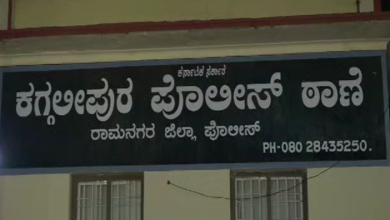 ಕರ್ನಾಟಕ ಸರ್ಕಾರ
ಕಗ್ಗಲೀಪುರ ಪೊಲೀಸ್ ಠಾಣೆ
ರಾಮನಗರ ಜಿಲ್ಲಾ ಪೊಲೀಸ್
PH-080 28435250.